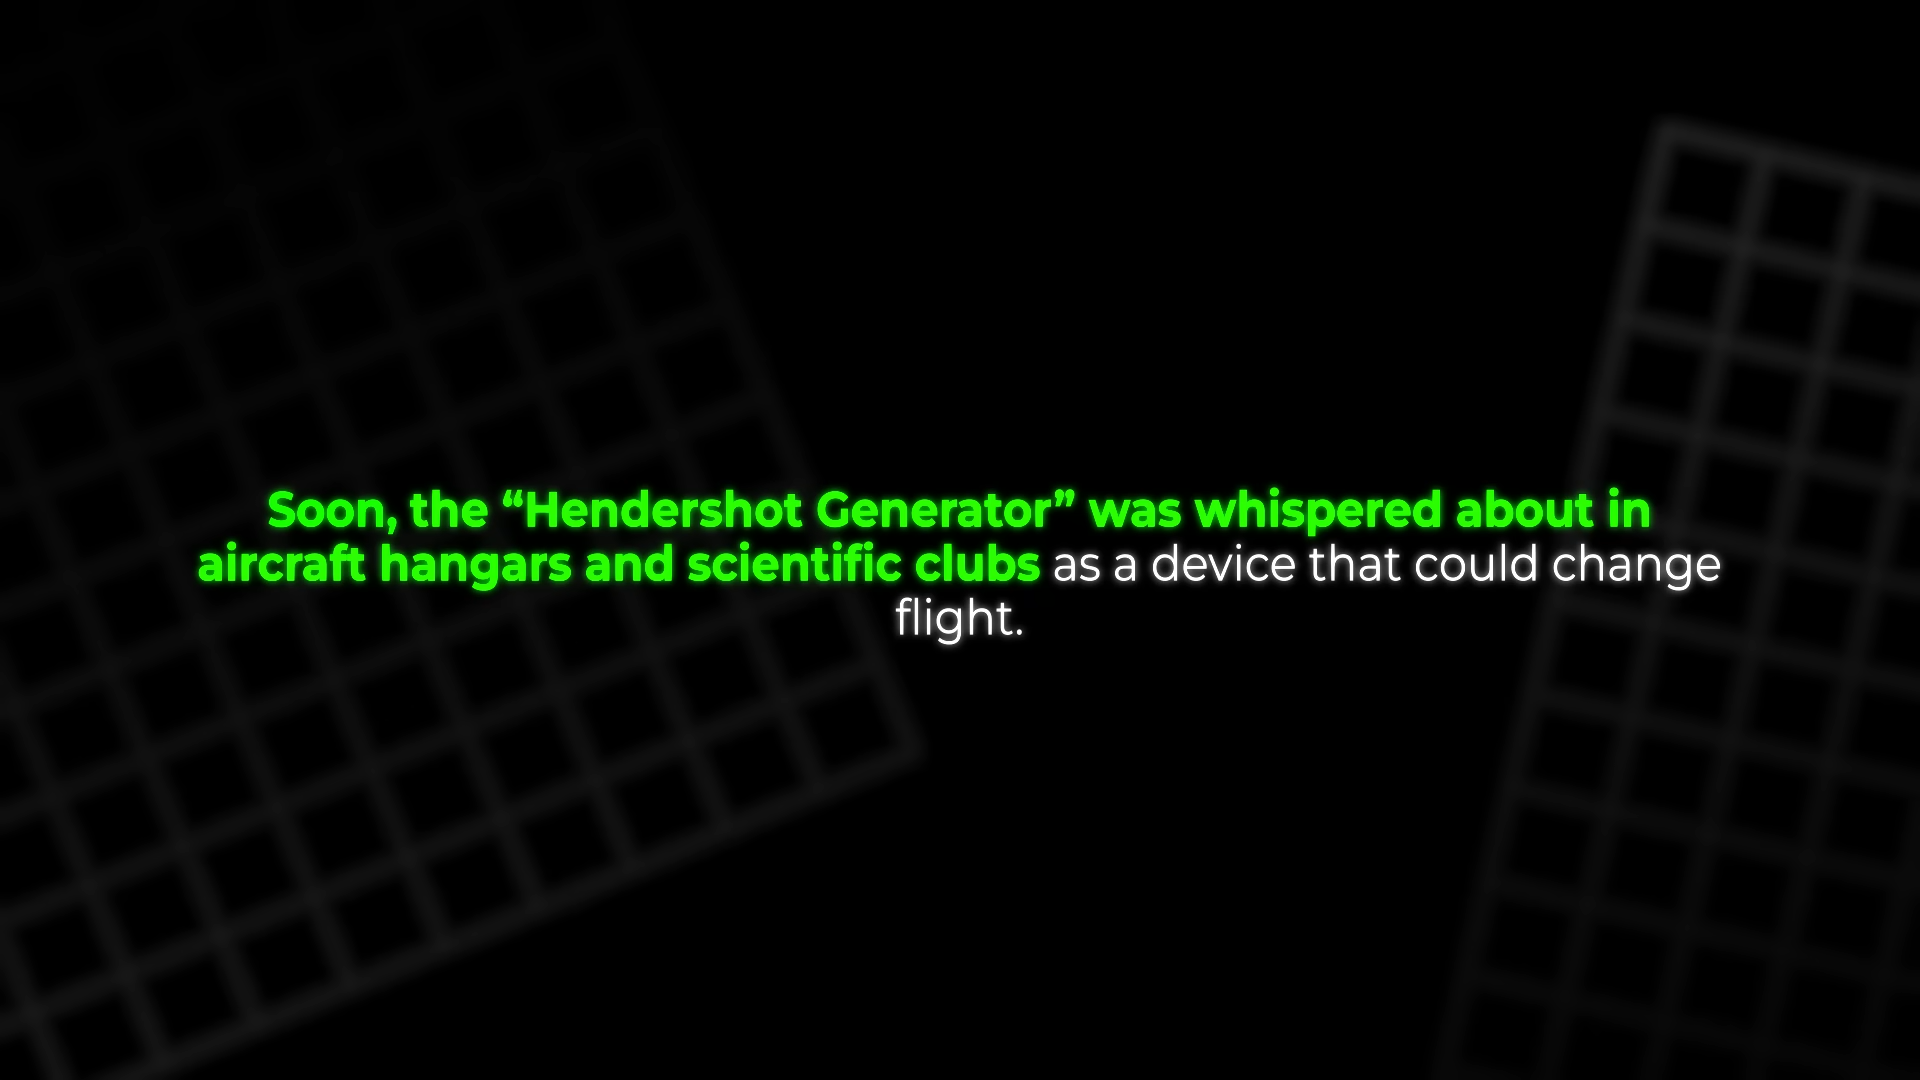 Soon, the “Hendershot Generator” was whispered about in
aircraft hangars and scientific clubs as a device that could change
flight.